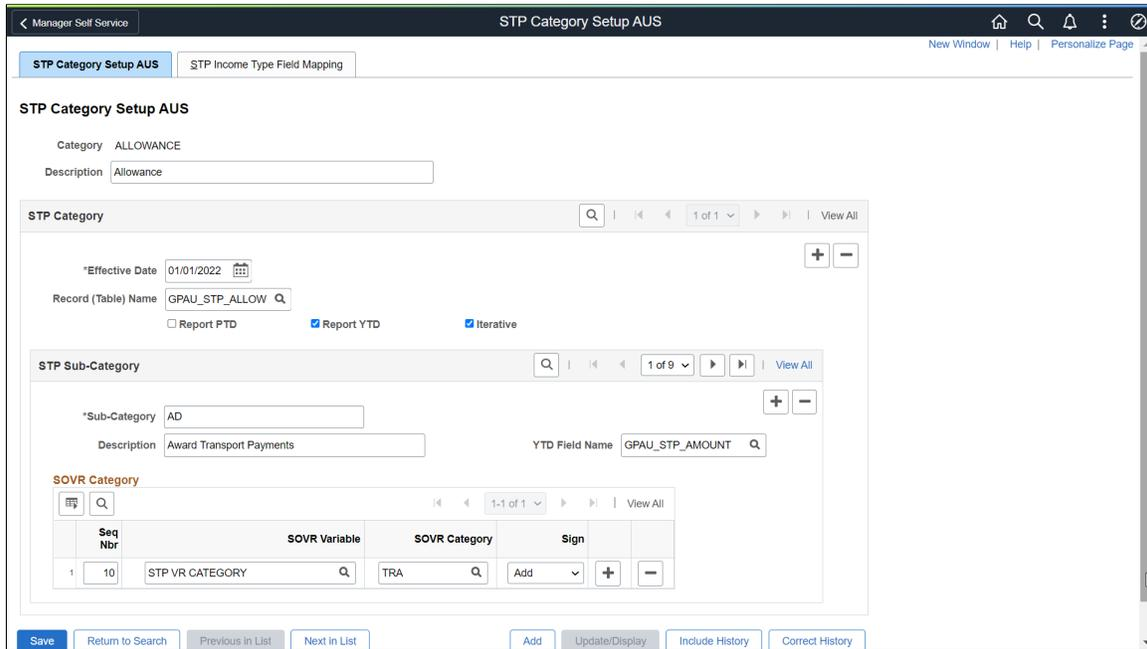 Manager Self Service
STP Category Setup AUS
New Window | Help | Personalize Page
STP Category Setup AUS
STP Income Type Field Mapping
STP Category Setup AUS
Category ALLOWANCE
Description Allowance
STP Category
1 of 1
View All
*Effective Date 01/01/2022
Record (Table) Name GPAU_STP_ALLOW
Report PTD Report YTD Iterative
STP Sub-Category
1 of 9
View All
*Sub-Category AD
Description Award Transport Payments YTD Field Name GPAU_STP_AMOUNT
SOVR Category
1-1 of 1
View All
Seq Nbr SOVR Variable SOVR Category Sign
1 10 STP VR CATEGORY TRA Add
Save Return to Search Previous in List Next in List Add Update/Display Include History Correct History